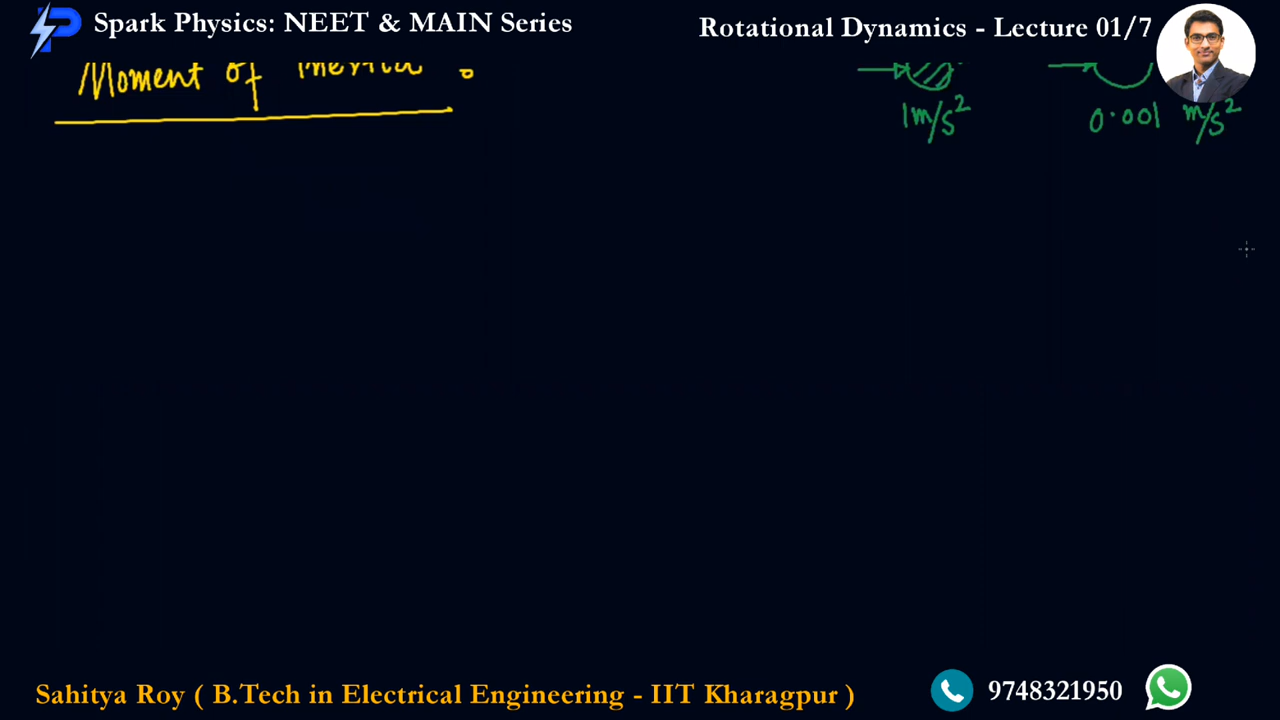 Spark Physics: NEET & MAIN Series
Rotational Dynamics - Lecture 01/7
Moment of Inertia :
1m/s² 0.001 m/s²
Sahitya Roy ( B.Tech in Electrical Engineering - IIT Kharagpur )
9748321950